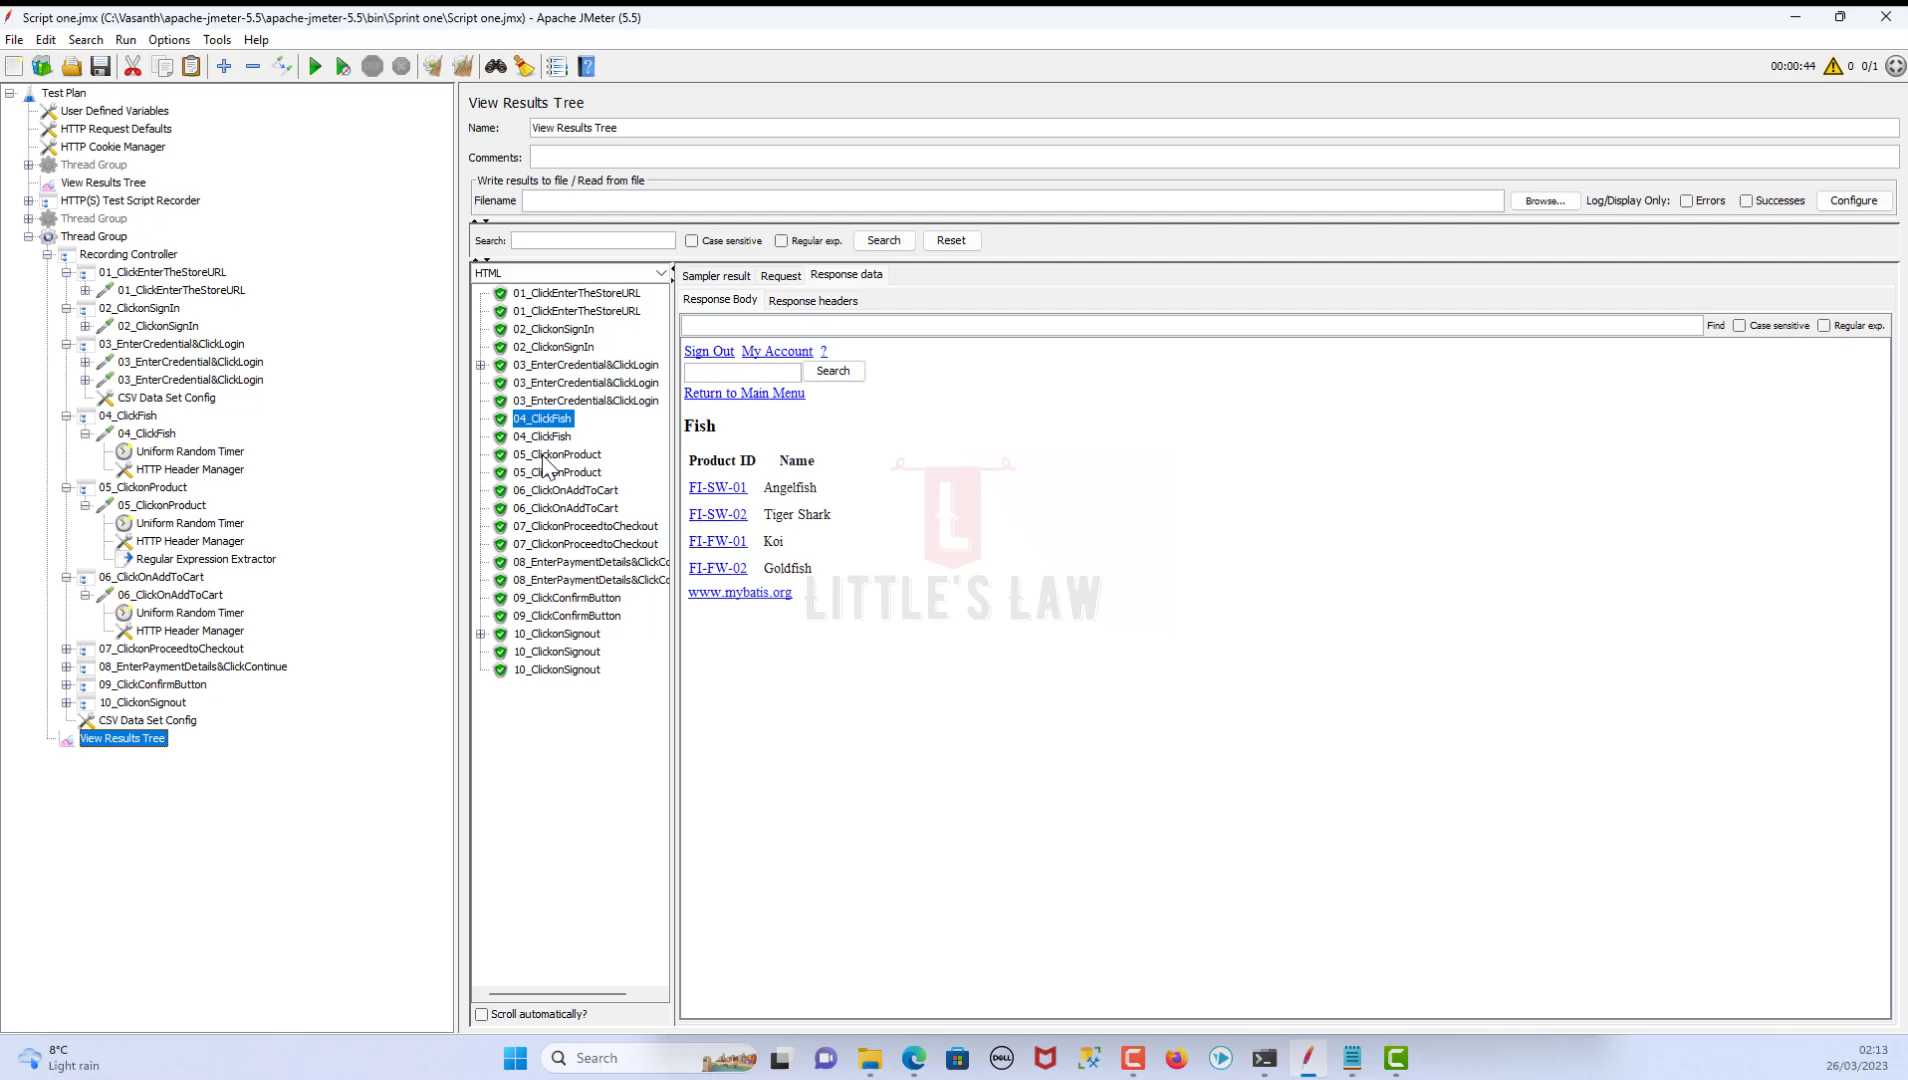 Script one.jmx (C:\Vasanth\apache-jmeter-5.5\apache-jmeter-5.5\bin\Sprint one\Script one.jmx) - Apache JMeter (5.5)
File Edit Search Run Options Tools Help
00:00:44 0 0/1
Test Plan
User Defined Variables
HTTP Request Defaults
HTTP Cookie Manager
Thread Group
View Results Tree
HTTP(S) Test Script Recorder
Thread Group
Thread Group
Recording Controller
01_ClickEnterTheStoreURL
01_ClickEnterTheStoreURL
02_ClickonSignIn
02_ClickonSignIn
03_EnterCredential&ClickLogin
03_EnterCredential&ClickLogin
03_EnterCredential&ClickLogin
CSV Data Set Config
04_ClickFish
04_ClickFish
Uniform Random Timer
HTTP Header Manager
05_ClickonProduct
05_ClickonProduct
Uniform Random Timer
HTTP Header Manager
Regular Expression Extractor
06_ClickOnAddToCart
06_ClickOnAddToCart
Uniform Random Timer
HTTP Header Manager
07_ClickonProceedtoCheckout
08_EnterPaymentDetails&ClickContinue
09_ClickConfirmButton
10_ClickonSignout
CSV Data Set Config
View Results Tree
View Results Tree
Name: View Results Tree
Comments:
Write results to file / Read from file
Filename Browse... Log/Display Only: Errors Successes Configure
Search: Case sensitive Regular exp. Search Reset
HTML
01_ClickEnterTheStoreURL
01_ClickEnterTheStoreURL
02_ClickonSignIn
02_ClickonSignIn
03_EnterCredential&ClickLogin
03_EnterCredential&ClickLogin
03_EnterCredential&ClickLogin
04_ClickFish
04_ClickFish
05_ClickonProduct
05_ClickonProduct
06_ClickOnAddToCart
06_ClickOnAddToCart
07_ClickonProceedtoCheckout
07_ClickonProceedtoCheckout
08_EnterPaymentDetails&ClickCo
08_EnterPaymentDetails&ClickCo
09_ClickConfirmButton
09_ClickConfirmButton
10_ClickonSignout
10_ClickonSignout
10_ClickonSignout
Scroll automatically?
Sampler result Request Response data
Response Body Response headers
Find Case sensitive Regular exp.
Sign Out My Account ?
Search
Return to Main Menu
Fish
Product ID Name
FI-SW-01 Angelfish
FI-SW-02 Tiger Shark
FI-FW-01 Koi
FI-FW-02 Goldfish
www.mybatis.org
L
LITTLE'S LAW
8°C
Light rain
Search
DELL
02:13
26/03/2023